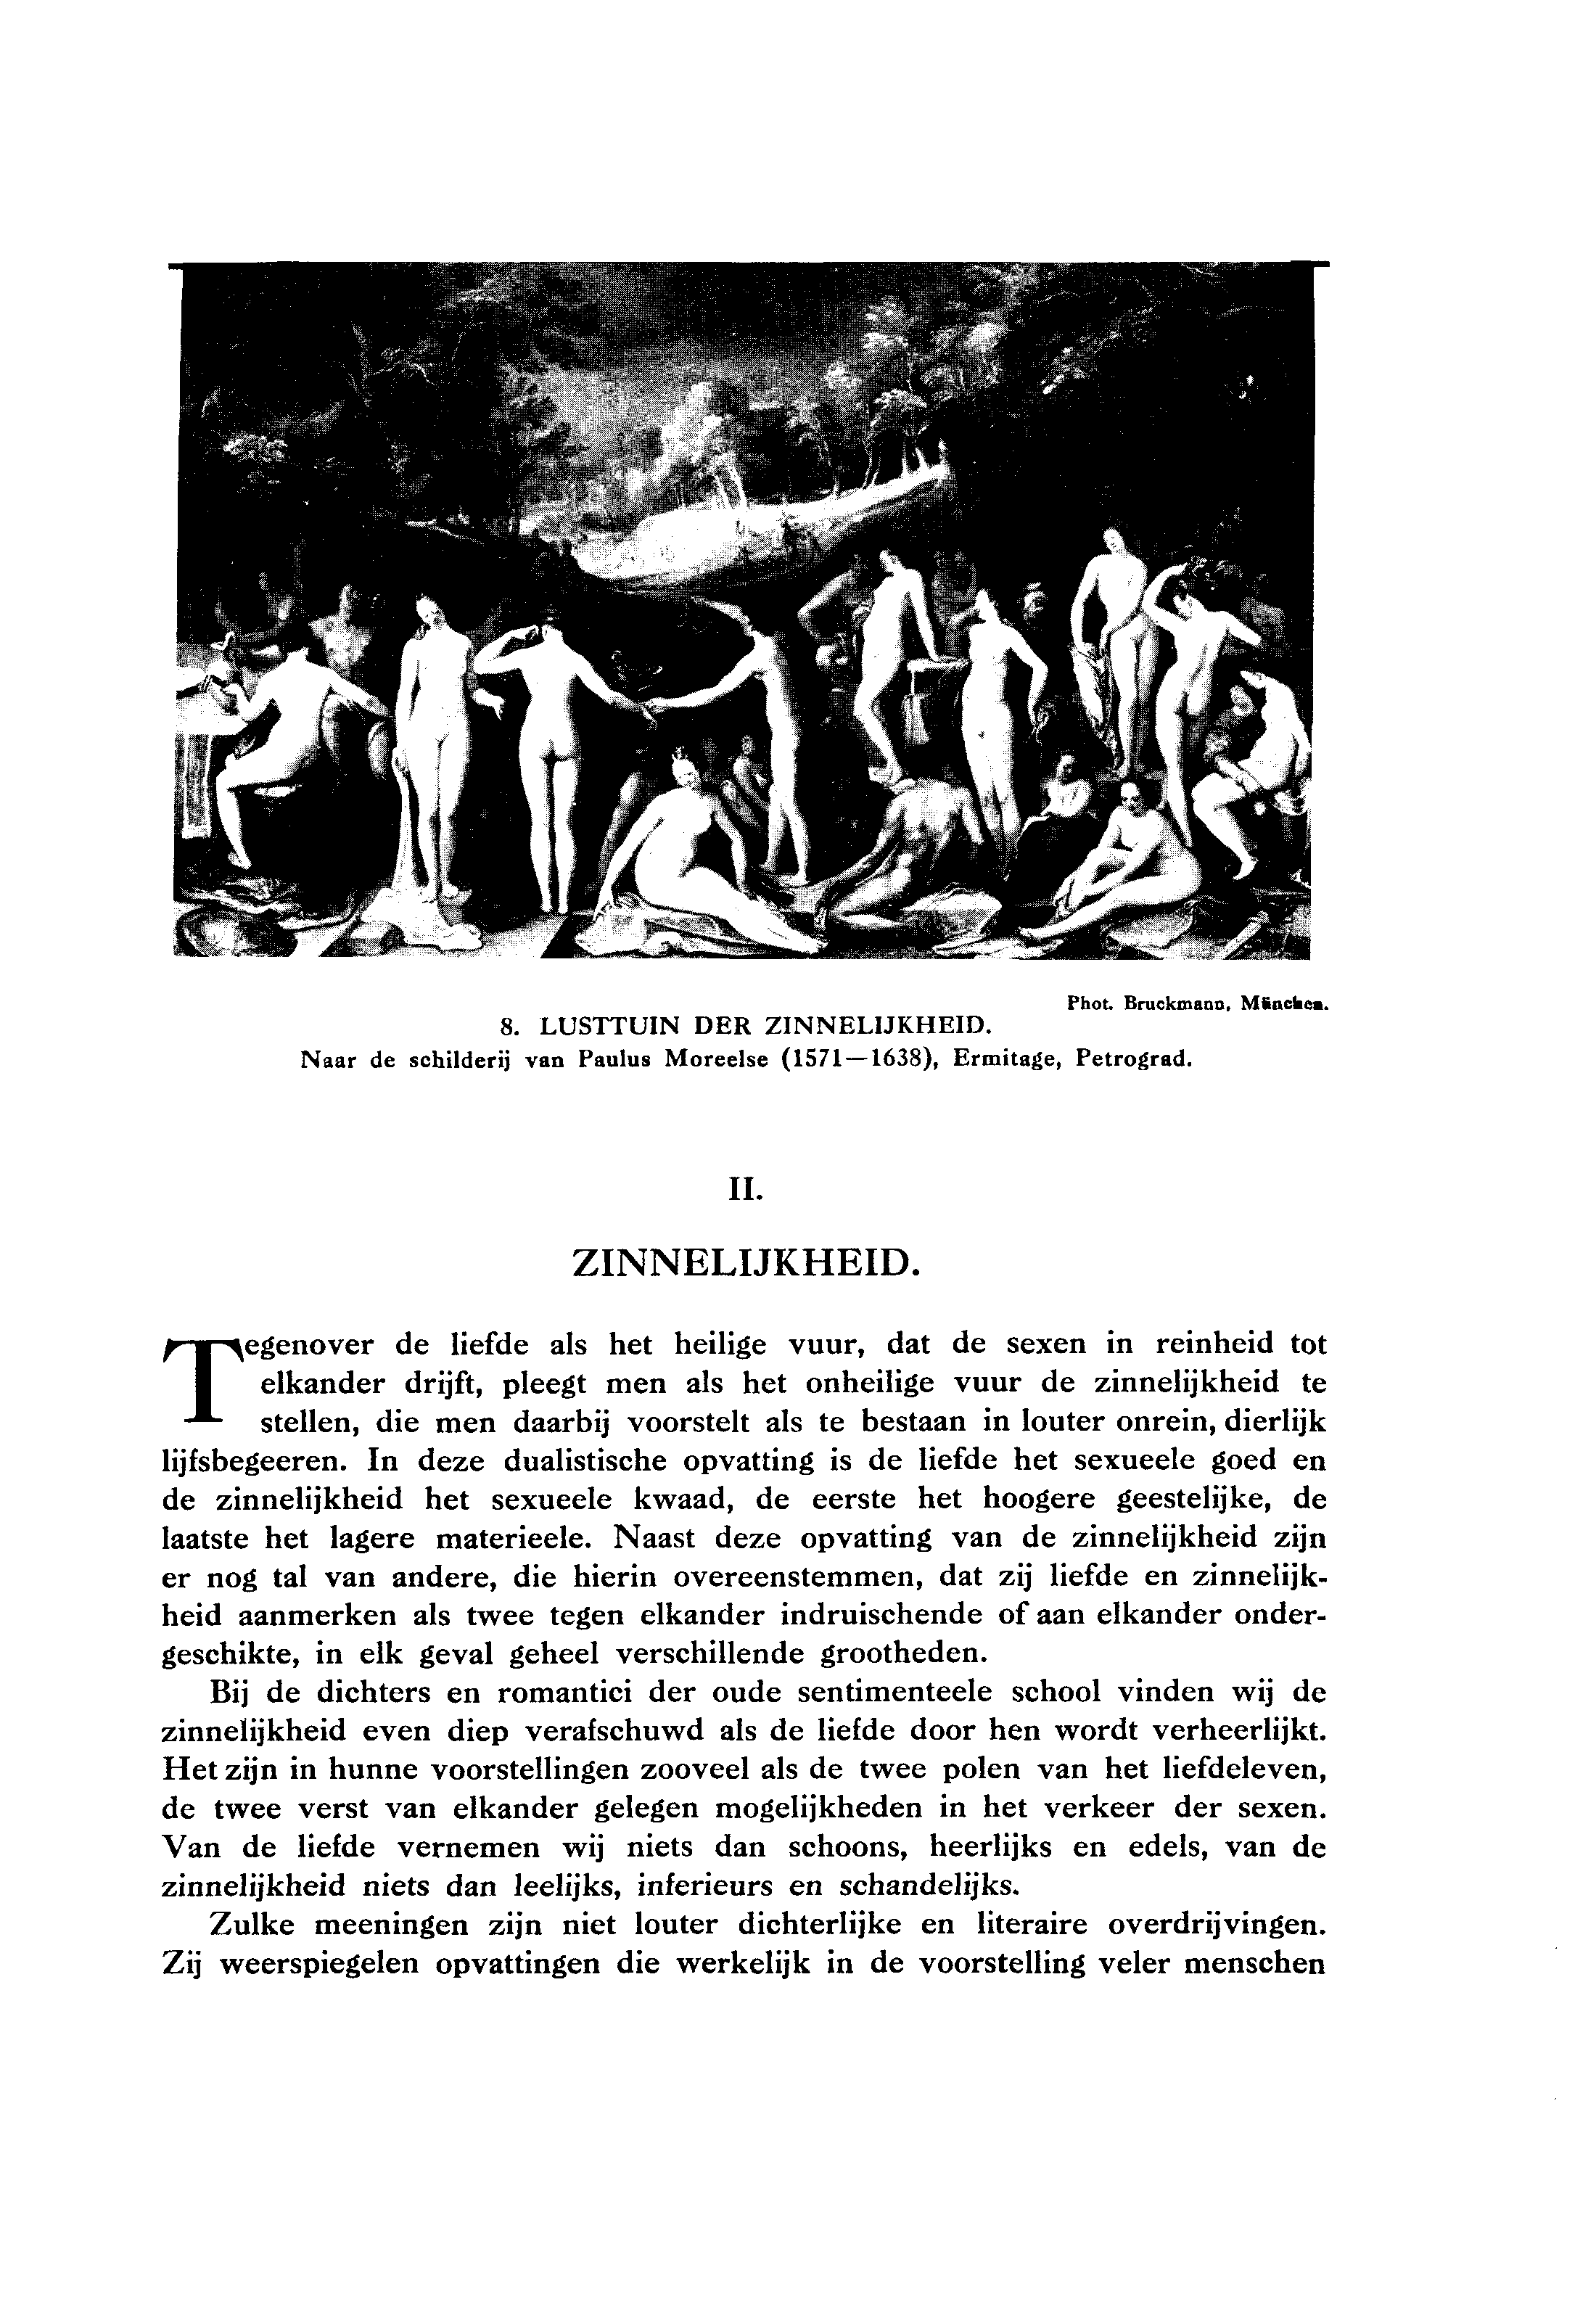 Phot. Bruckmann, München.
8. LUSTTUIN DER ZINNELIJKHEID.
Naar de schilderij van Paulus Moreelse (1571—1638), Ermitage, Petrograd.
II.
ZINNELIJKHEID.
Tegenover de liefde als het heilige vuur, dat de sexen in reinheid tot
elkander drijft, pleegt men als het onheilige vuur de zinnelijkheid te
stellen, die men daarbij voorstelt als te bestaan in louter onrein, dierlijk
lijfsbegeeren. In deze dualistische opvatting is de liefde het sexueele goed en
de zinnelijkheid het sexueele kwaad, de eerste het hoogere geestelijke, de
laatste het lagere materieele. Naast deze opvatting van de zinnelijkheid zijn
er nog tal van andere, die hierin overeenstemmen, dat zij liefde en zinnelijk-
heid aanmerken als twee tegen elkander indruischende of aan elkander onder-
geschikte, in elk geval geheel verschillende grootheden.
Bij de dichters en romantici der oude sentimenteele school vinden wij de
zinnelijkheid even diep verafschuwd als de liefde door hen wordt verheerlijkt.
Het zijn in hunne voorstellingen zooveel als de twee polen van het liefdeleven,
de twee verst van elkander gelegen mogelijkheden in het verkeer der sexen.
Van de liefde vernemen wij niets dan schoons, heerlijks en edels, van de
zinnelijkheid niets dan leelijks, inferieurs en schandelijks.
Zulke meeningen zijn niet louter dichterlijke en literaire overdrijvingen.
Zij weerspiegelen opvattingen die werkelijk in de voorstelling veler menschen